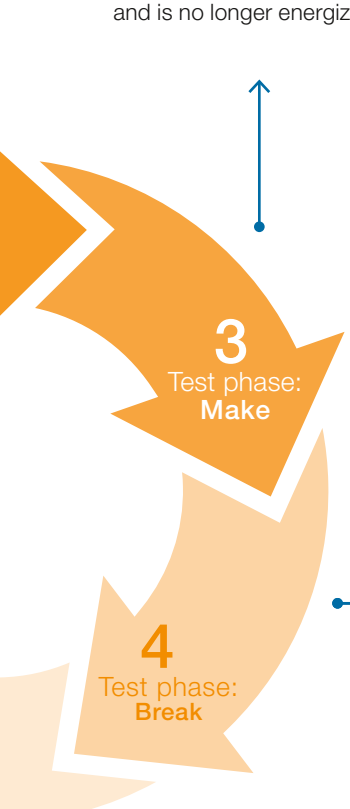 and is no longer energiz
3
Test phase:
Make
4
Test phase:
Break